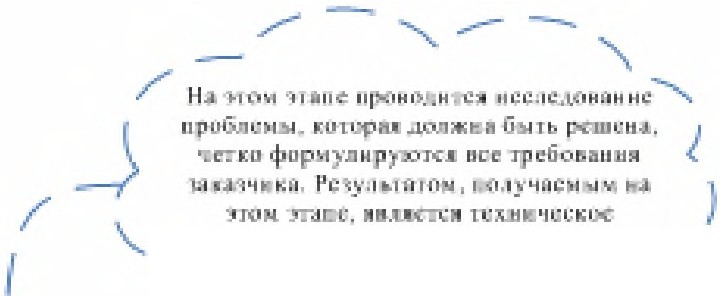 На этом этапе проводится исследование
проблемы, которая должна быть решена,
четко формулируются все требования
заказчика. Результатом, получаемым на
этом этапе, является техническое